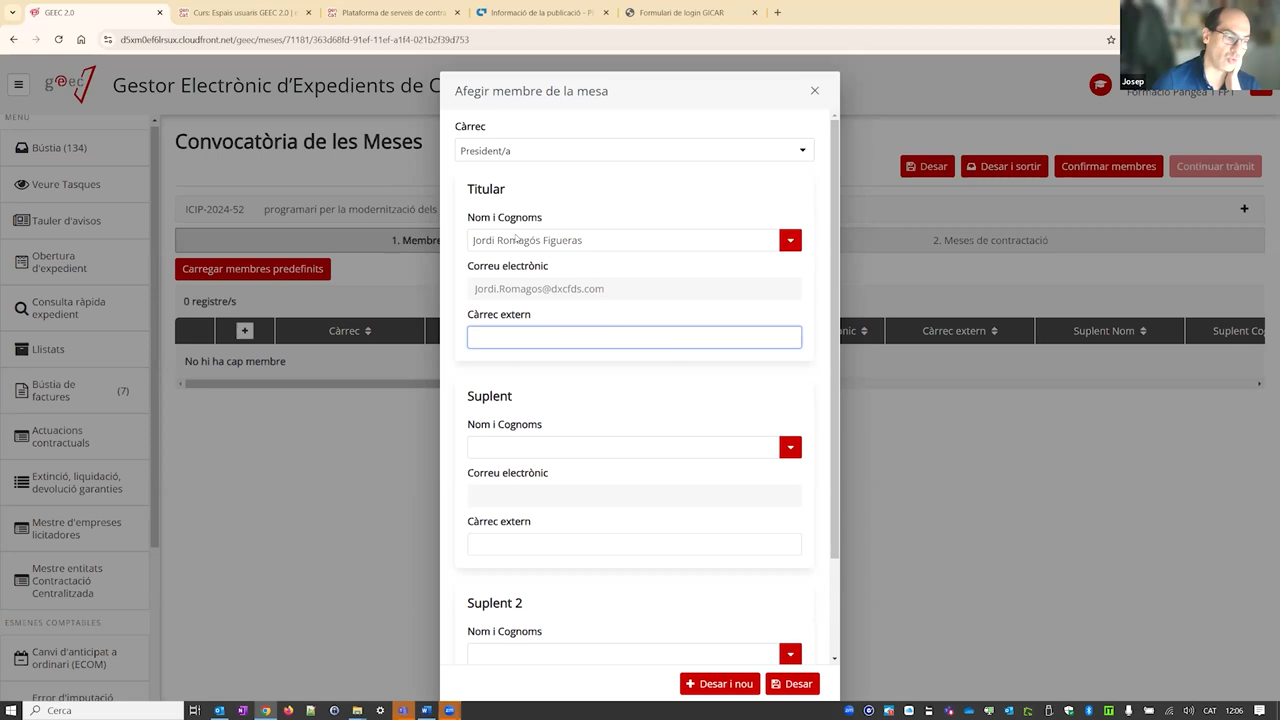 GEEC 2.0
Curs: Espais usuaris GEEC 2.0 | e
Plataforma de serveis de contra
Informació de la publicació - Pl
Formulari de login GICAR
d5xm0ef6lrsux.cloudfront.net/geec/meses/71181/363d68fd-91ef-11ef-a1f4-021b2f39d753
Josep
geec
Gestor Electrònic d'Expedients de C
Formació Pangea 1 FP1
MENÚ
Bústia (134)
Veure Tasques
Tauler d'avisos
Obertura
d'expedient
Consulta ràpida
expedient
Llistats
Bústia de
factures
(7)
Actuacions
contractuals
Extinció, liquidació,
devolució garanties
Mestre d'empreses
licitadores
Mestre entitats
Contractació
Centralitzada
ESMENES COMPTABLES
Canvi d'anticipat a
ordinari (ECOM)
Error d'imputació
Convocatòria de les Meses
Desar
Desar i sortir
Confirmar membres
Continuar tràmit
ICIP-2024-52
programari per la modernització dels
1. Membre
2. Meses de contractació
Carregar membres predefinits
0 registre/s
Càrrec
nic
Càrrec extern
Suplent Nom
Suplent Co
No hi ha cap membre
Afegir membre de la mesa
Càrrec
President/a
Titular
Nom i Cognoms
Jordi Romagós Figueras
Correu electrònic
Jordi.Romagos@dxcfds.com
Càrrec extern
Suplent
Nom i Cognoms
Correu electrònic
Càrrec extern
Suplent 2
Nom i Cognoms
Desar i nou
Desar
Cerca
CAT
12:06